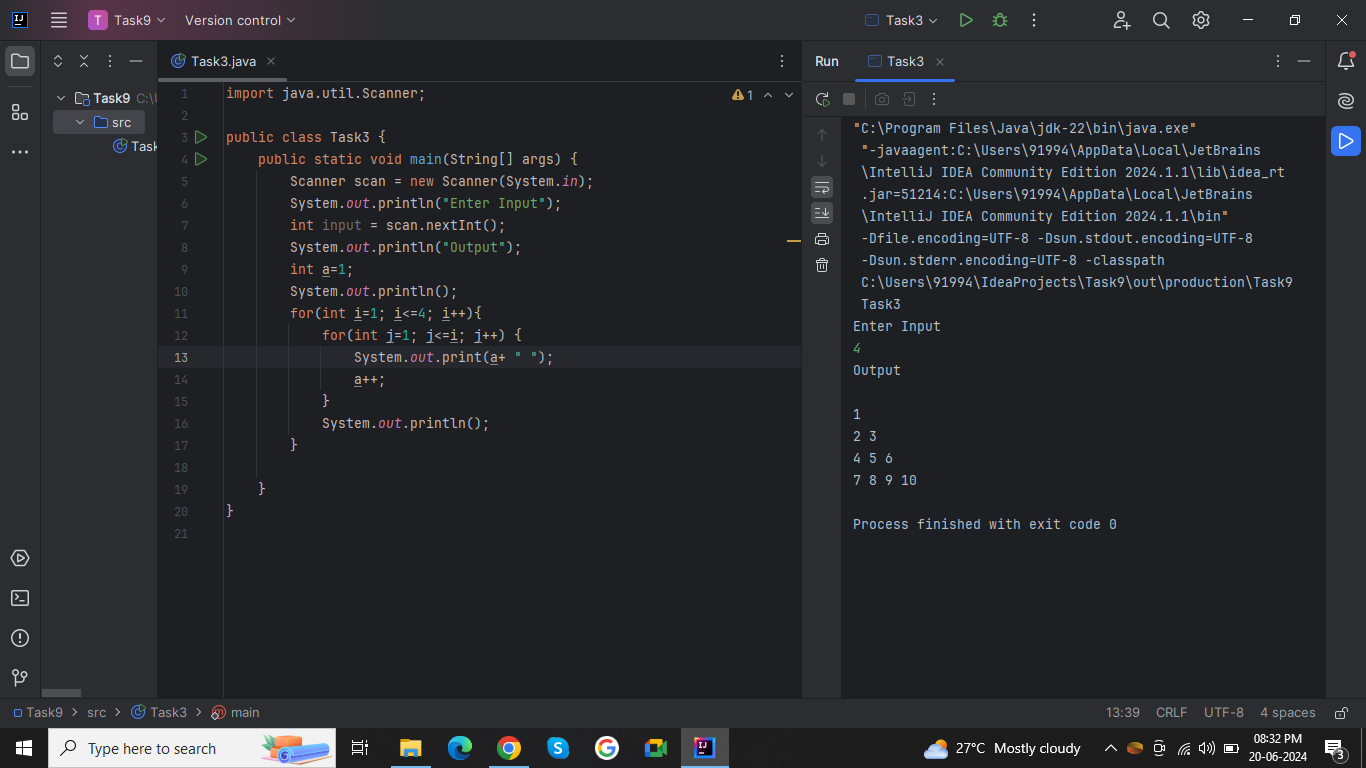 T Task9 Version control Task3
Task9 C:\U
src
Task
Task3.java
1 import java.util.Scanner; 1
2
3 public class Task3 {
4 public static void main(String[] args) {
5 Scanner scan = new Scanner(System.in);
6 System.out.println("Enter Input");
7 int input = scan.nextInt();
8 System.out.println("Output");
9 int a=1;
10 System.out.println();
11 for(int i=1; i<=4; i++){
12 for(int j=1; j<=i; j++) {
13 System.out.print(a+ " ");
14 a++;
15 }
16 System.out.println();
17 }
18
19 }
20 }
21
Run Task3
"C:\Program Files\Java\jdk-22\bin\java.exe"
"-javaagent:C:\Users\91994\AppData\Local\JetBrains
\IntelliJ IDEA Community Edition 2024.1.1\lib\idea_rt
.jar=51214:C:\Users\91994\AppData\Local\JetBrains
\IntelliJ IDEA Community Edition 2024.1.1\bin"
-Dfile.encoding=UTF-8 -Dsun.stdout.encoding=UTF-8
-Dsun.stderr.encoding=UTF-8 -classpath
C:\Users\91994\IdeaProjects\Task9\out\production\Task9
Task3
Enter Input
4
Output

1
2 3
4 5 6
7 8 9 10

Process finished with exit code 0
Task9 > src > Task3 > m main 13:39 CRLF UTF-8 4 spaces
Type here to search 27°C Mostly cloudy 08:32 PM
20-06-2024 3